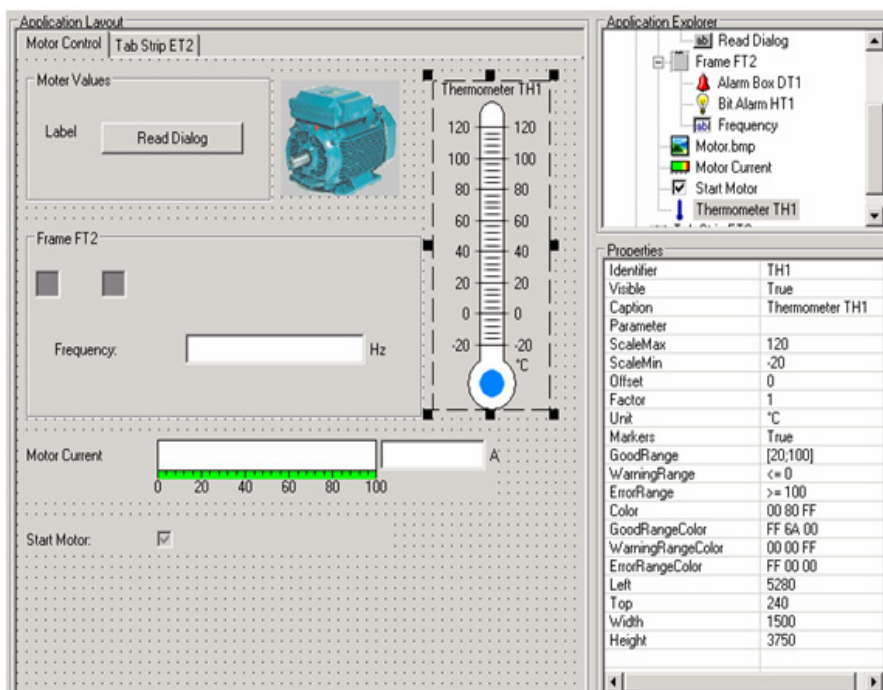 Application Layout
Motor Control Tab Strip ET2
Moter Values
Label Read Dialog
Thermometer TH1
120 120
100 100
80 80
60 60
40 40
20 20
0 0
-20 -20
°C
Frame FT2
Frequency: Hz
Motor Current A
0 20 40 60 80 100
Start Motor:
Application Explorer
Read Dialog
Frame FT2
Alarm Box DT1
Bit Alarm HT1
Frequency
Motor.bmp
Motor Current
Start Motor
Thermometer TH1
Properties
Identifier TH1
Visible True
Caption Thermometer TH1
Parameter
ScaleMax 120
ScaleMin -20
Offset 0
Factor 1
Unit °C
Markers True
GoodRange [20;100]
WarningRange <= 0
ErrorRange >= 100
Color 00 80 FF
GoodRangeColor FF 6A 00
WarningRangeColor 00 00 FF
ErrorRangeColor FF 00 00
Left 5280
Top 240
Width 1500
Height 3750